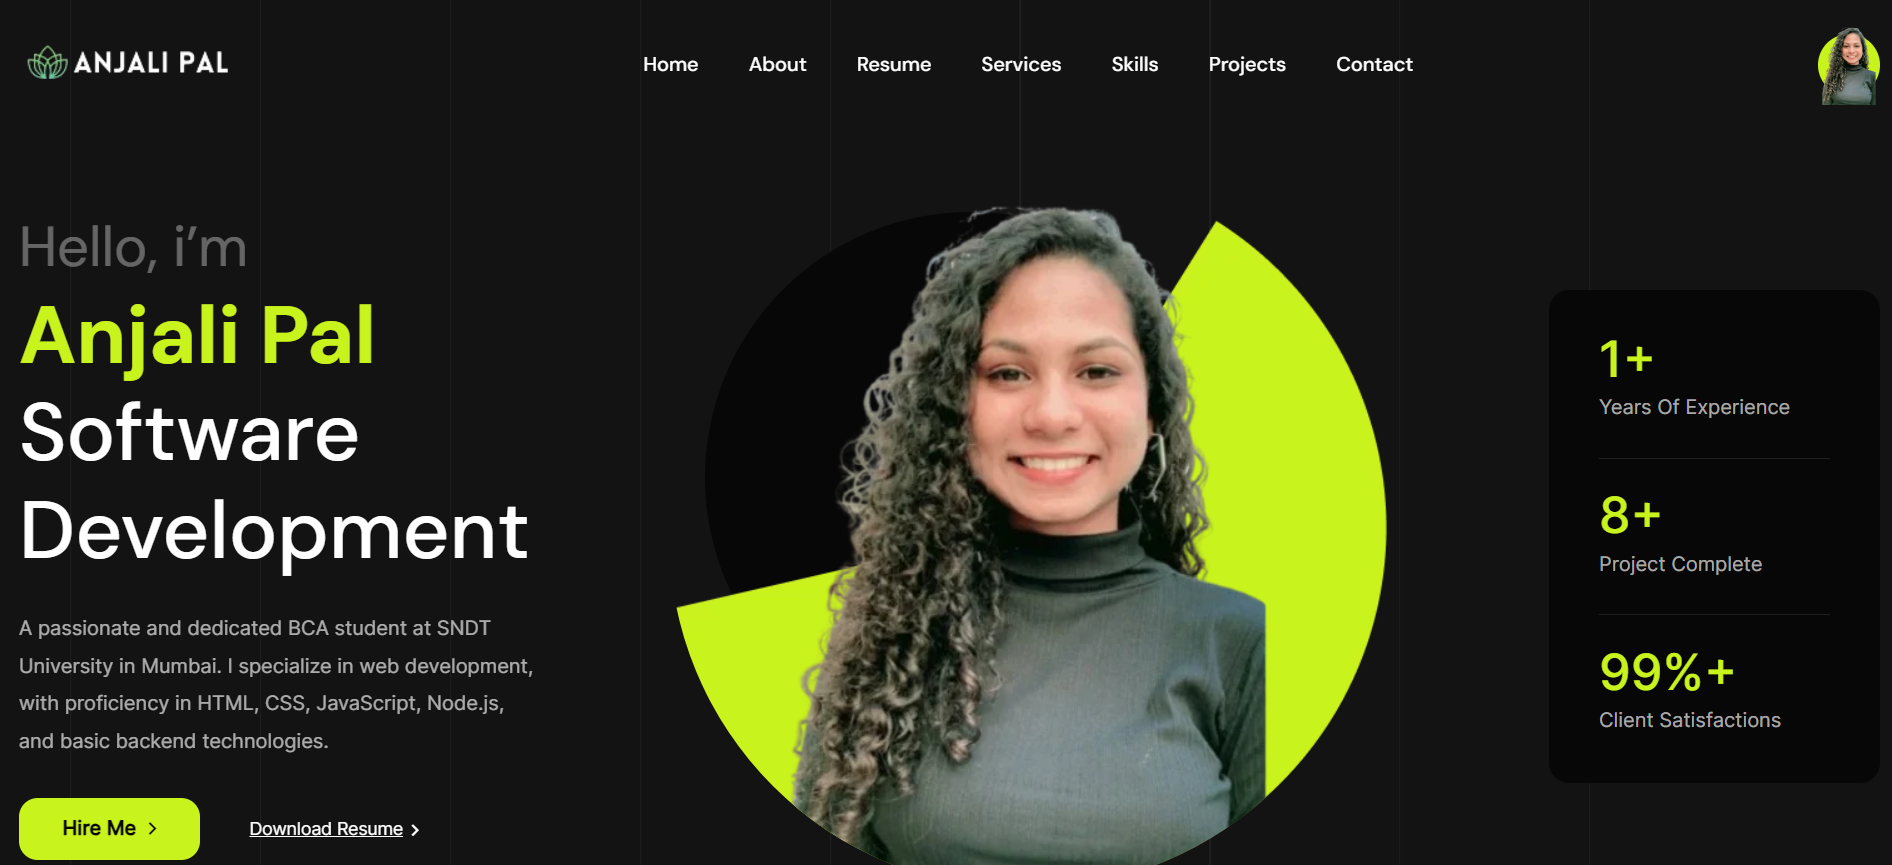 ANJALI PAL
Home About Resume Services Skills Projects Contact
Hello, i’m
Anjali Pal
Software
Development
A passionate and dedicated BCA student at SNDT
University in Mumbai. I specialize in web development,
with proficiency in HTML, CSS, JavaScript, Node.js,
and basic backend technologies.
Hire Me
Download Resume
1+
Years Of Experience
8+
Project Complete
99%+
Client Satisfactions